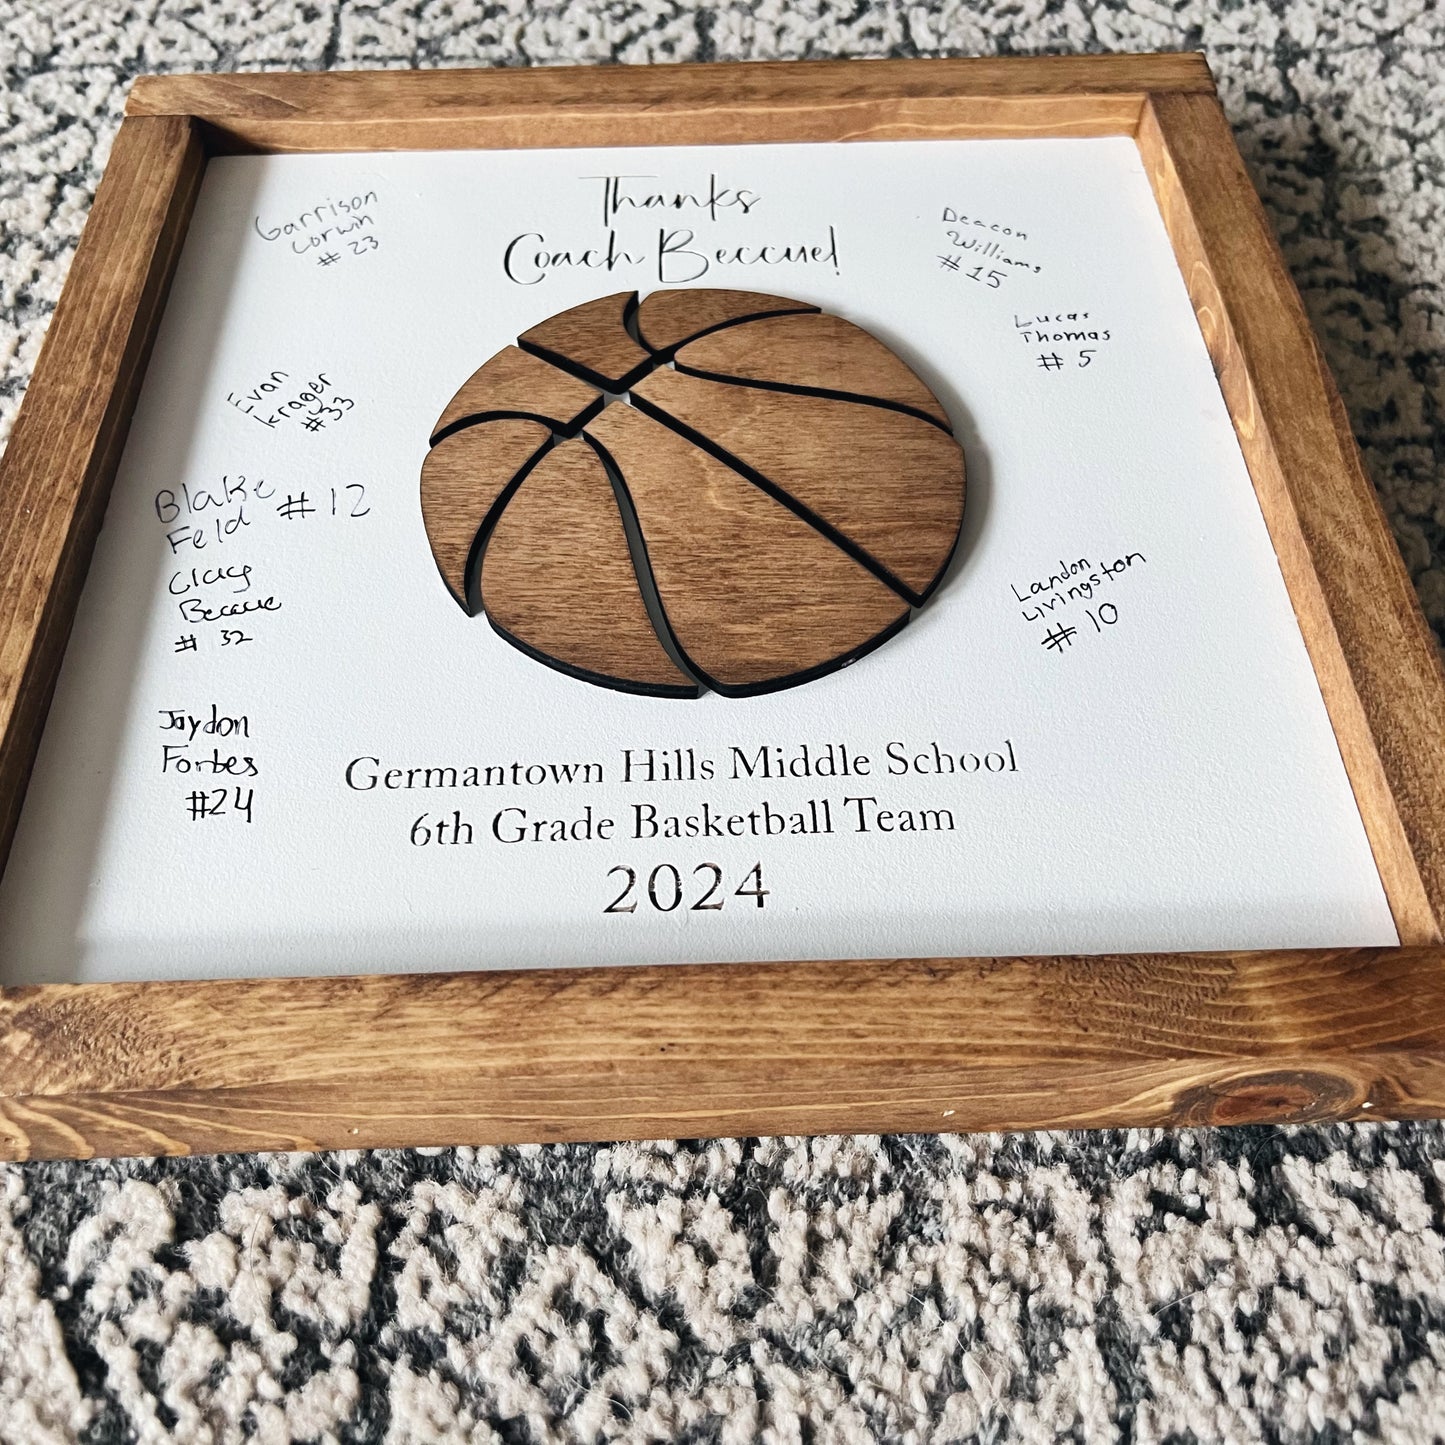 Thanks
Coach Beccue!
Garrison
Corwin
# 23
Deacon
Williams
#15
Lucas
Thomas
# 5
Evan
Krager
#33
Blake
Feld #12
Clay
Beccue
# 32
Landon
Livingston
# 10
Jaydon
Forbes
#24
Germantown Hills Middle School
6th Grade Basketball Team
2024